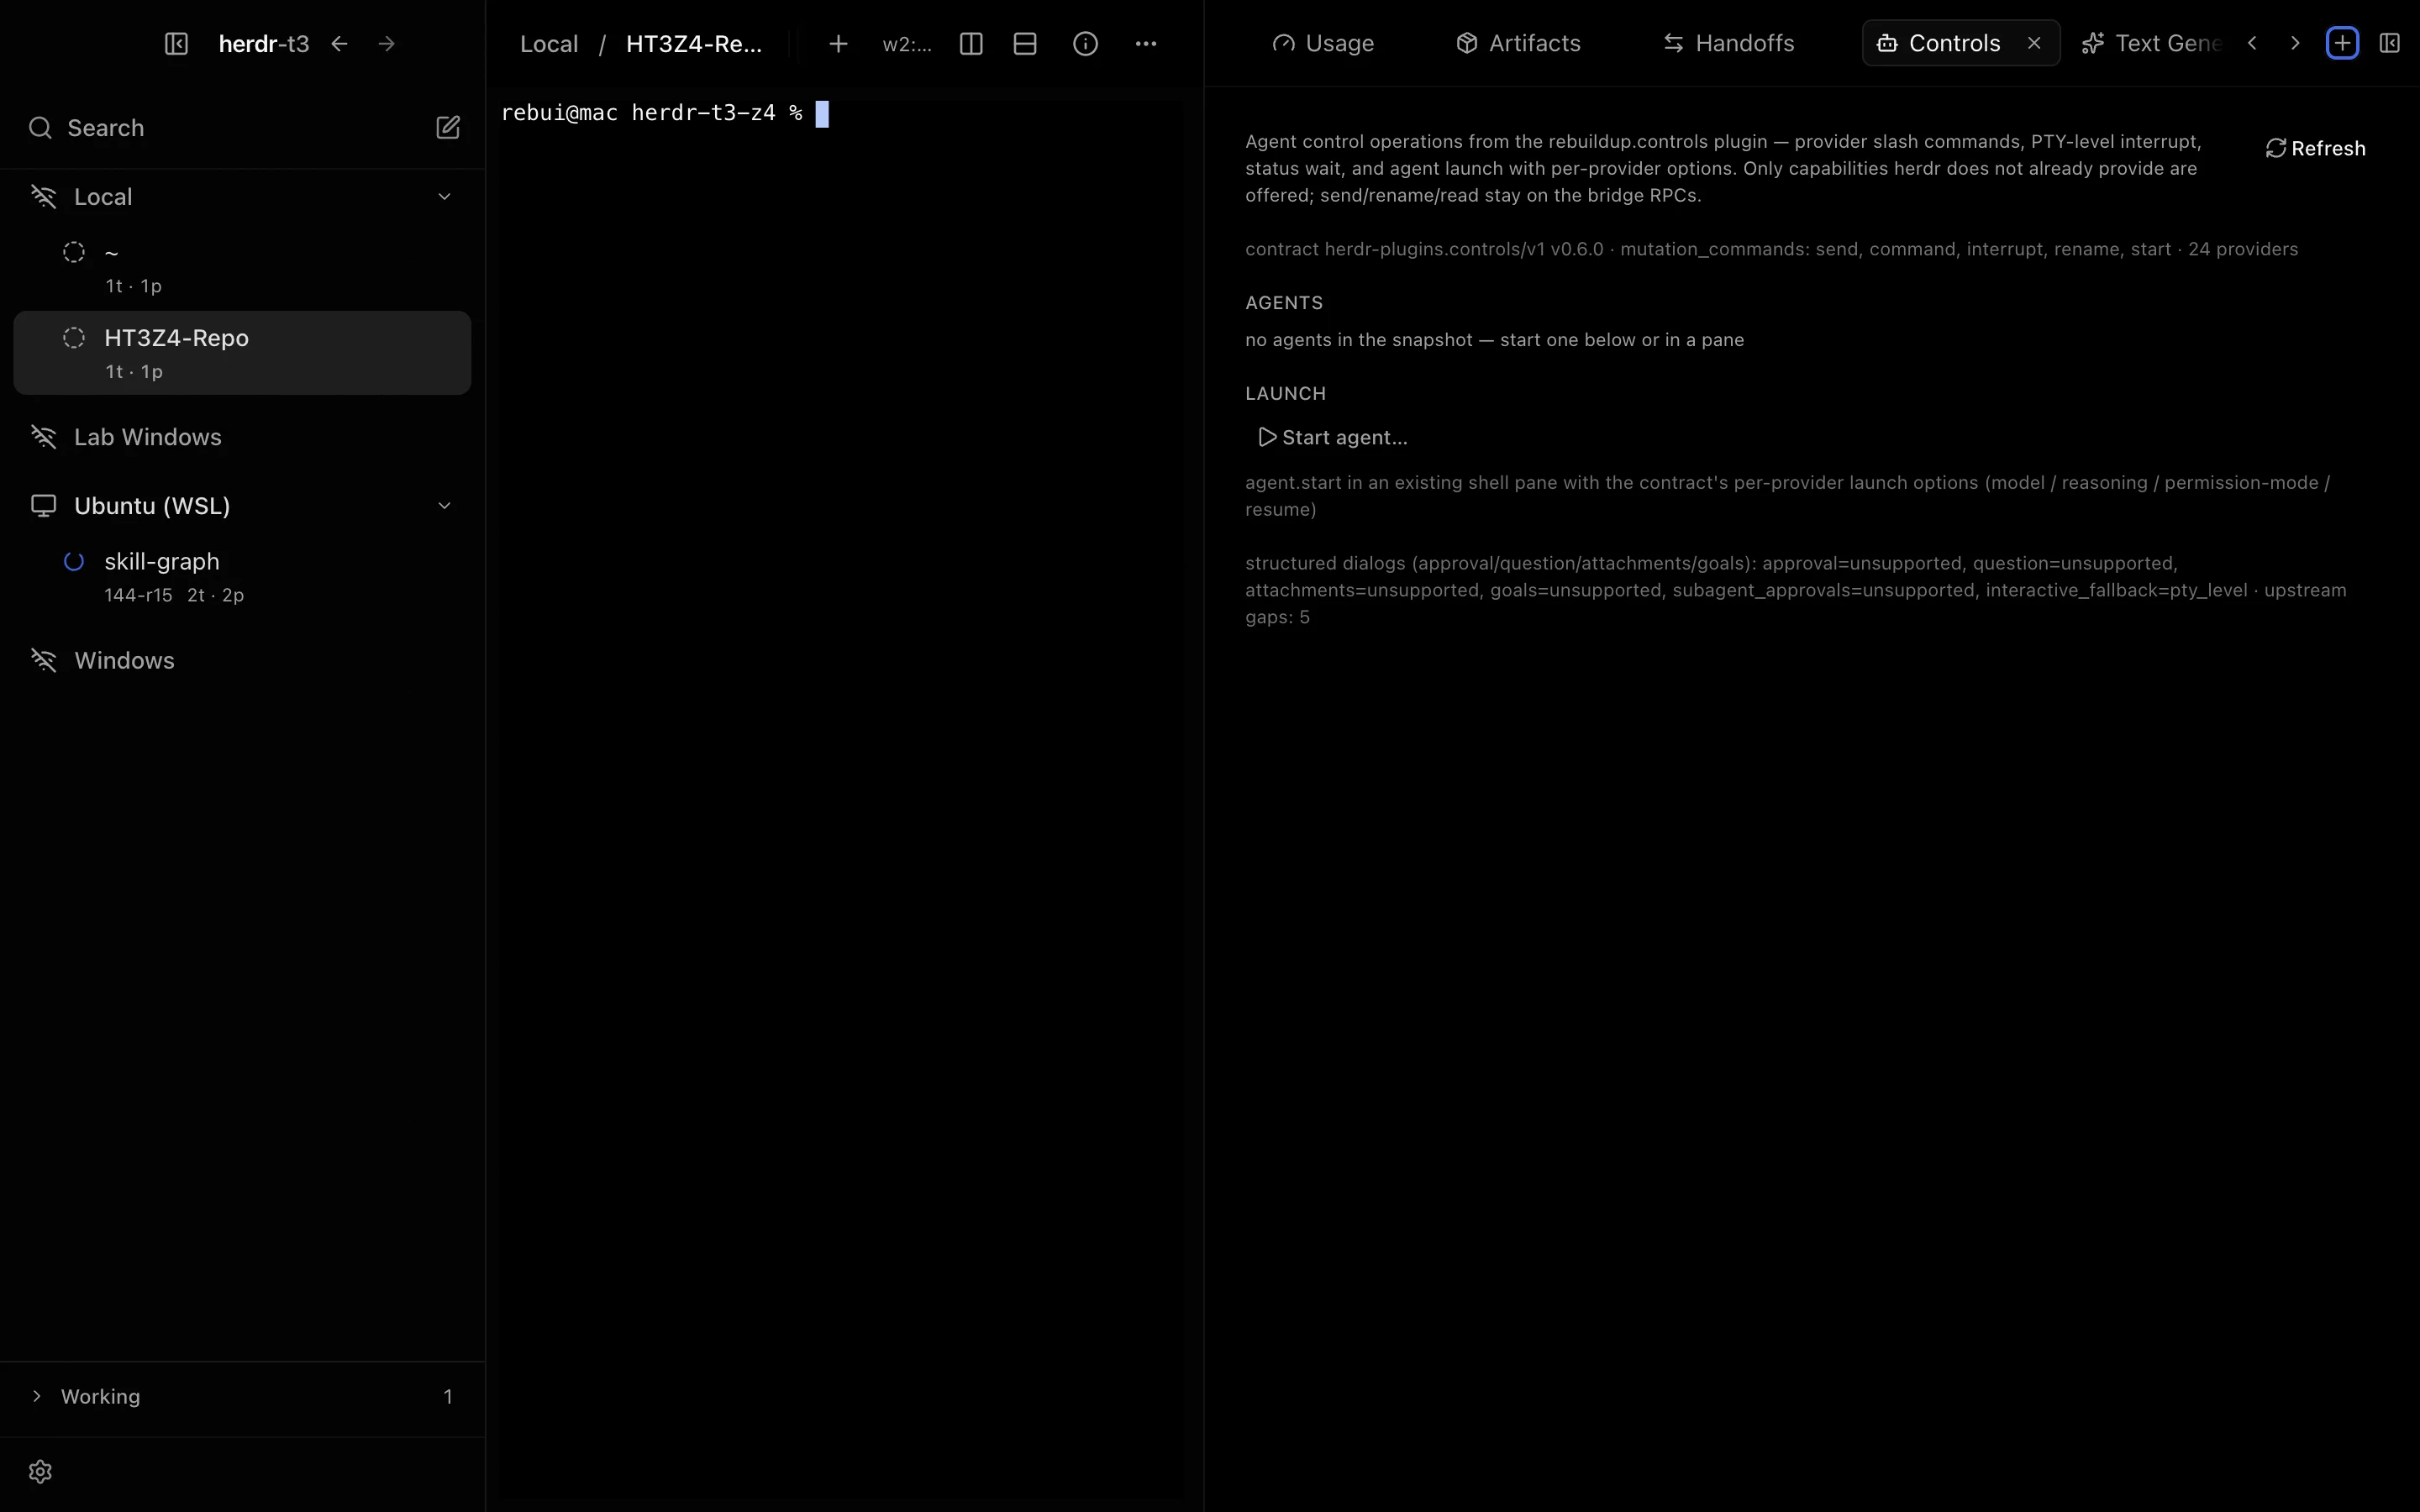 herdr-t3
Search
Local
~
1t · 1p
HT3Z4-Repo
1t · 1p
Lab Windows
Ubuntu (WSL)
skill-graph
144-r15 2t · 2p
Windows
Working 1
Local / HT3Z4-Re... w2:...
rebui@mac herdr-t3-z4 %
Usage Artifacts Handoffs Controls Text Gene
Agent control operations from the rebuildup.controls plugin — provider slash commands, PTY-level interrupt,
status wait, and agent launch with per-provider options. Only capabilities herdr does not already provide are
offered; send/rename/read stay on the bridge RPCs.
Refresh
contract herdr-plugins.controls/v1 v0.6.0 · mutation_commands: send, command, interrupt, rename, start · 24 providers
AGENTS
no agents in the snapshot — start one below or in a pane
LAUNCH
Start agent...
agent.start in an existing shell pane with the contract's per-provider launch options (model / reasoning / permission-mode /
resume)
structured dialogs (approval/question/attachments/goals): approval=unsupported, question=unsupported,
attachments=unsupported, goals=unsupported, subagent_approvals=unsupported, interactive_fallback=pty_level · upstream
gaps: 5